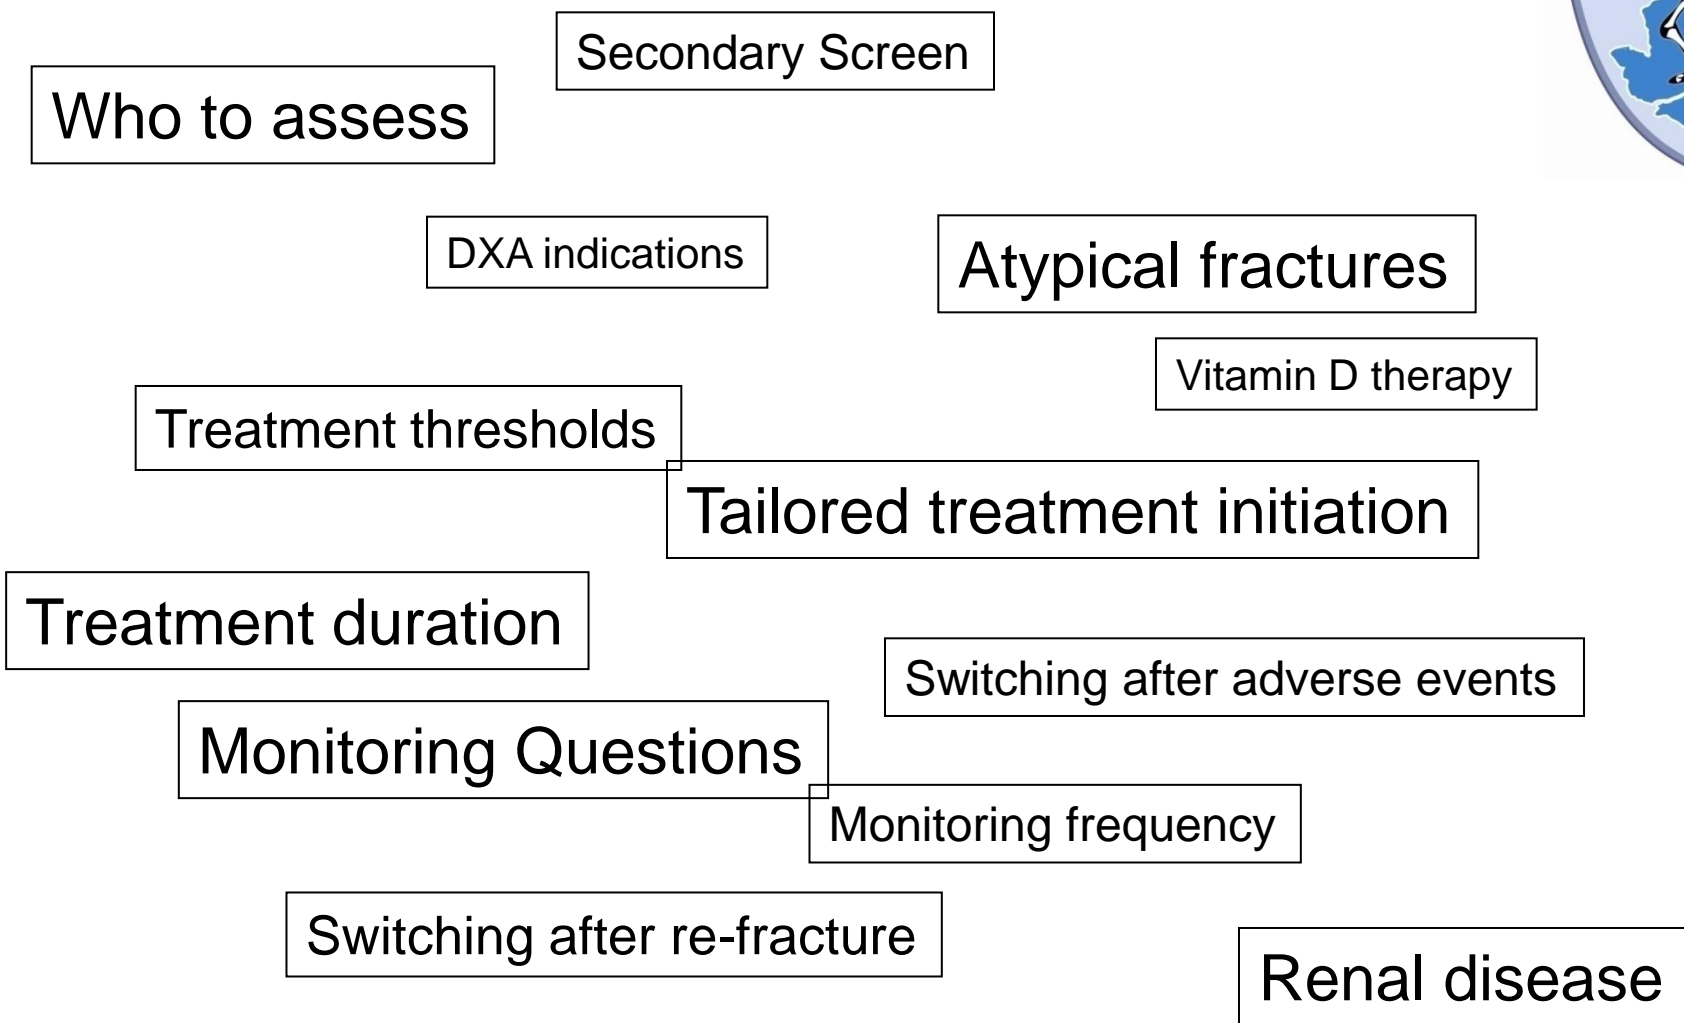 Secondary Screen
Who to assess
DXA indications
Atypical fractures
Vitamin D therapy
Treatment thresholds
Tailored treatment initiation
Treatment duration
Switching after adverse events
Monitoring Questions
Monitoring frequency
Switching after re-fracture
Renal disease